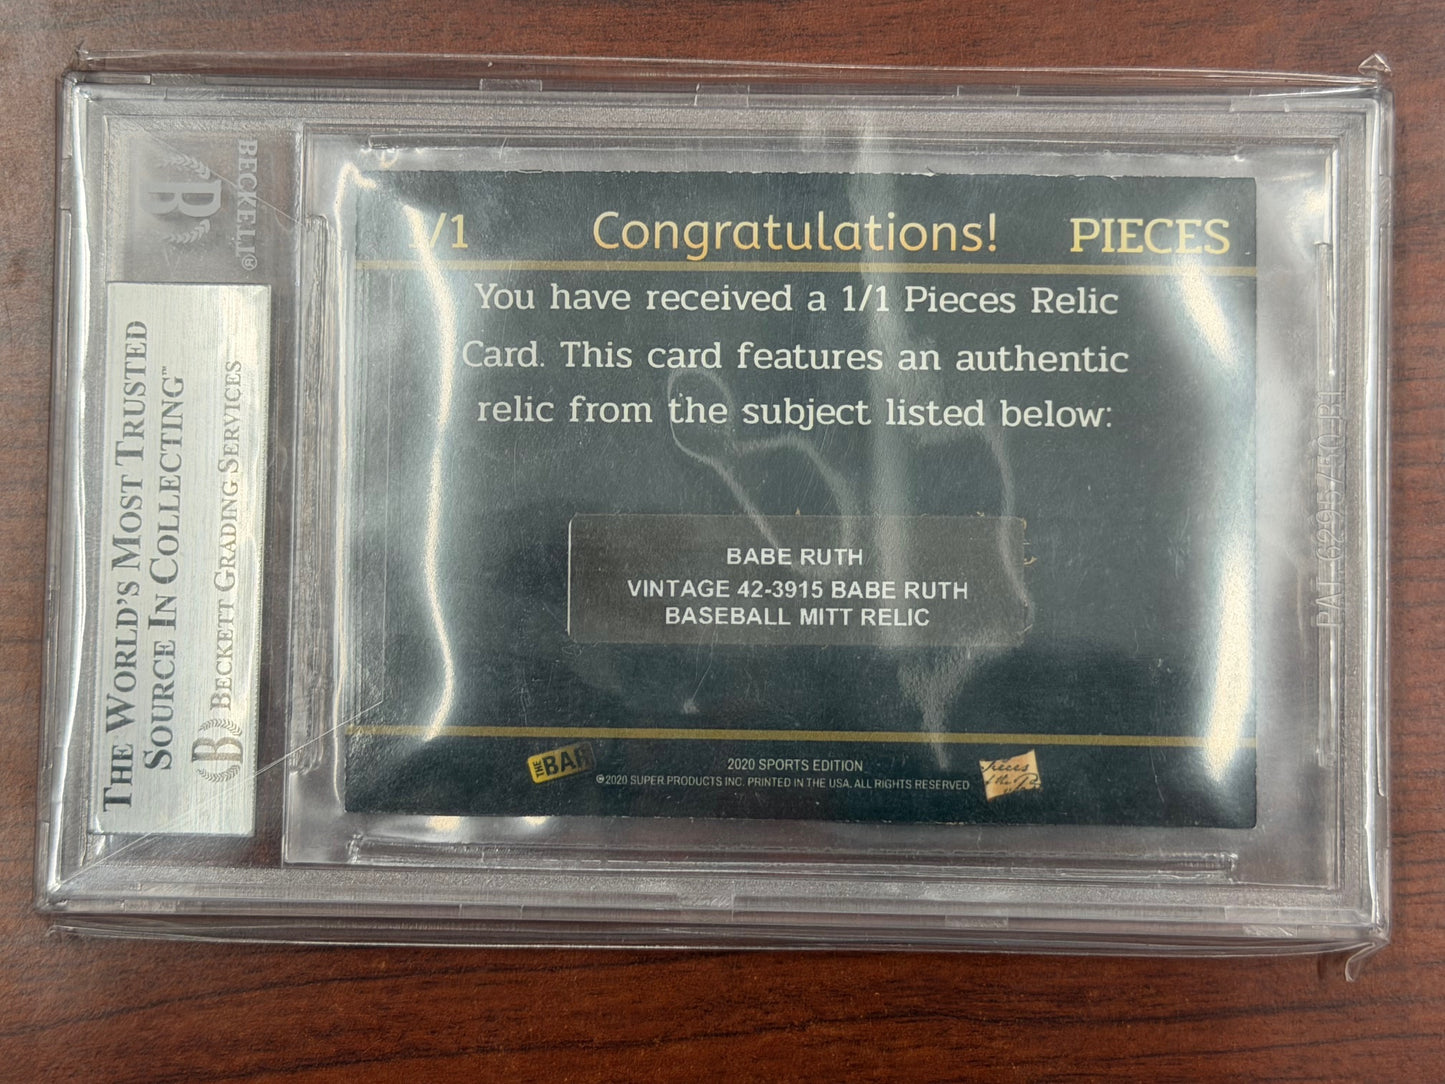 BECKETT®
B
THE WORLD'S MOST TRUSTED
SOURCE IN COLLECTING™
B BECKETT GRADING SERVICES
1/1 Congratulations! PIECES
You have received a 1/1 Pieces Relic
Card. This card features an authentic
relic from the subject listed below:
BABE RUTH
VINTAGE 42-3915 BABE RUTH
BASEBALL MITT RELIC
THE BAR
2020 SPORTS EDITION
©2020 SUPER PRODUCTS INC. PRINTED IN THE USA. ALL RIGHTS RESERVED
Pieces
of the